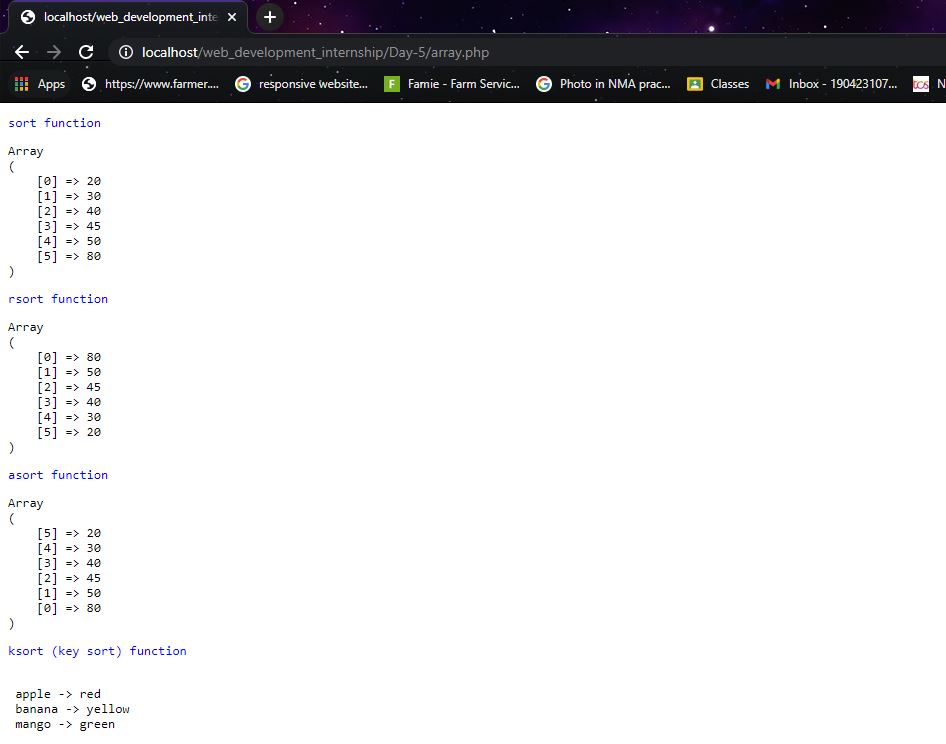 localhost/web_development_inte
localhost/web_development_internship/Day-5/array.php
Apps
https://www.farmer....
responsive website...
F
Famie - Farm Servic...
Photo in NMA prac...
Classes
Inbox - 190423107...
N
sort function
Array
(
[0] => 20
[1] => 30
[2] => 40
[3] => 45
[4] => 50
[5] => 80
)
rsort function
Array
(
[0] => 80
[1] => 50
[2] => 45
[3] => 40
[4] => 30
[5] => 20
)
asort function
Array
(
[5] => 20
[4] => 30
[3] => 40
[2] => 45
[1] => 50
[0] => 80
)
ksort (key sort) function
apple -> red
banana -> yellow
mango -> green